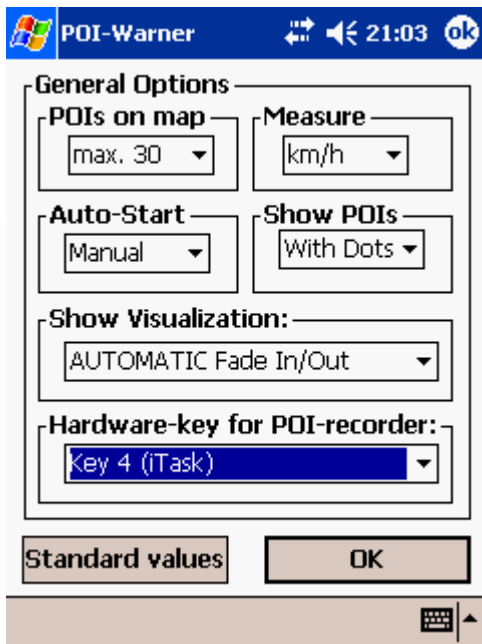 POI-Warner 21:03 ok
General Options
POIs on map Measure
max. 30 km/h
Auto-Start Show POIs
Manual With Dots
Show Visualization:
AUTOMATIC Fade In/Out
Hardware-key for POI-recorder:
Key 4 (iTask)
Standard values OK